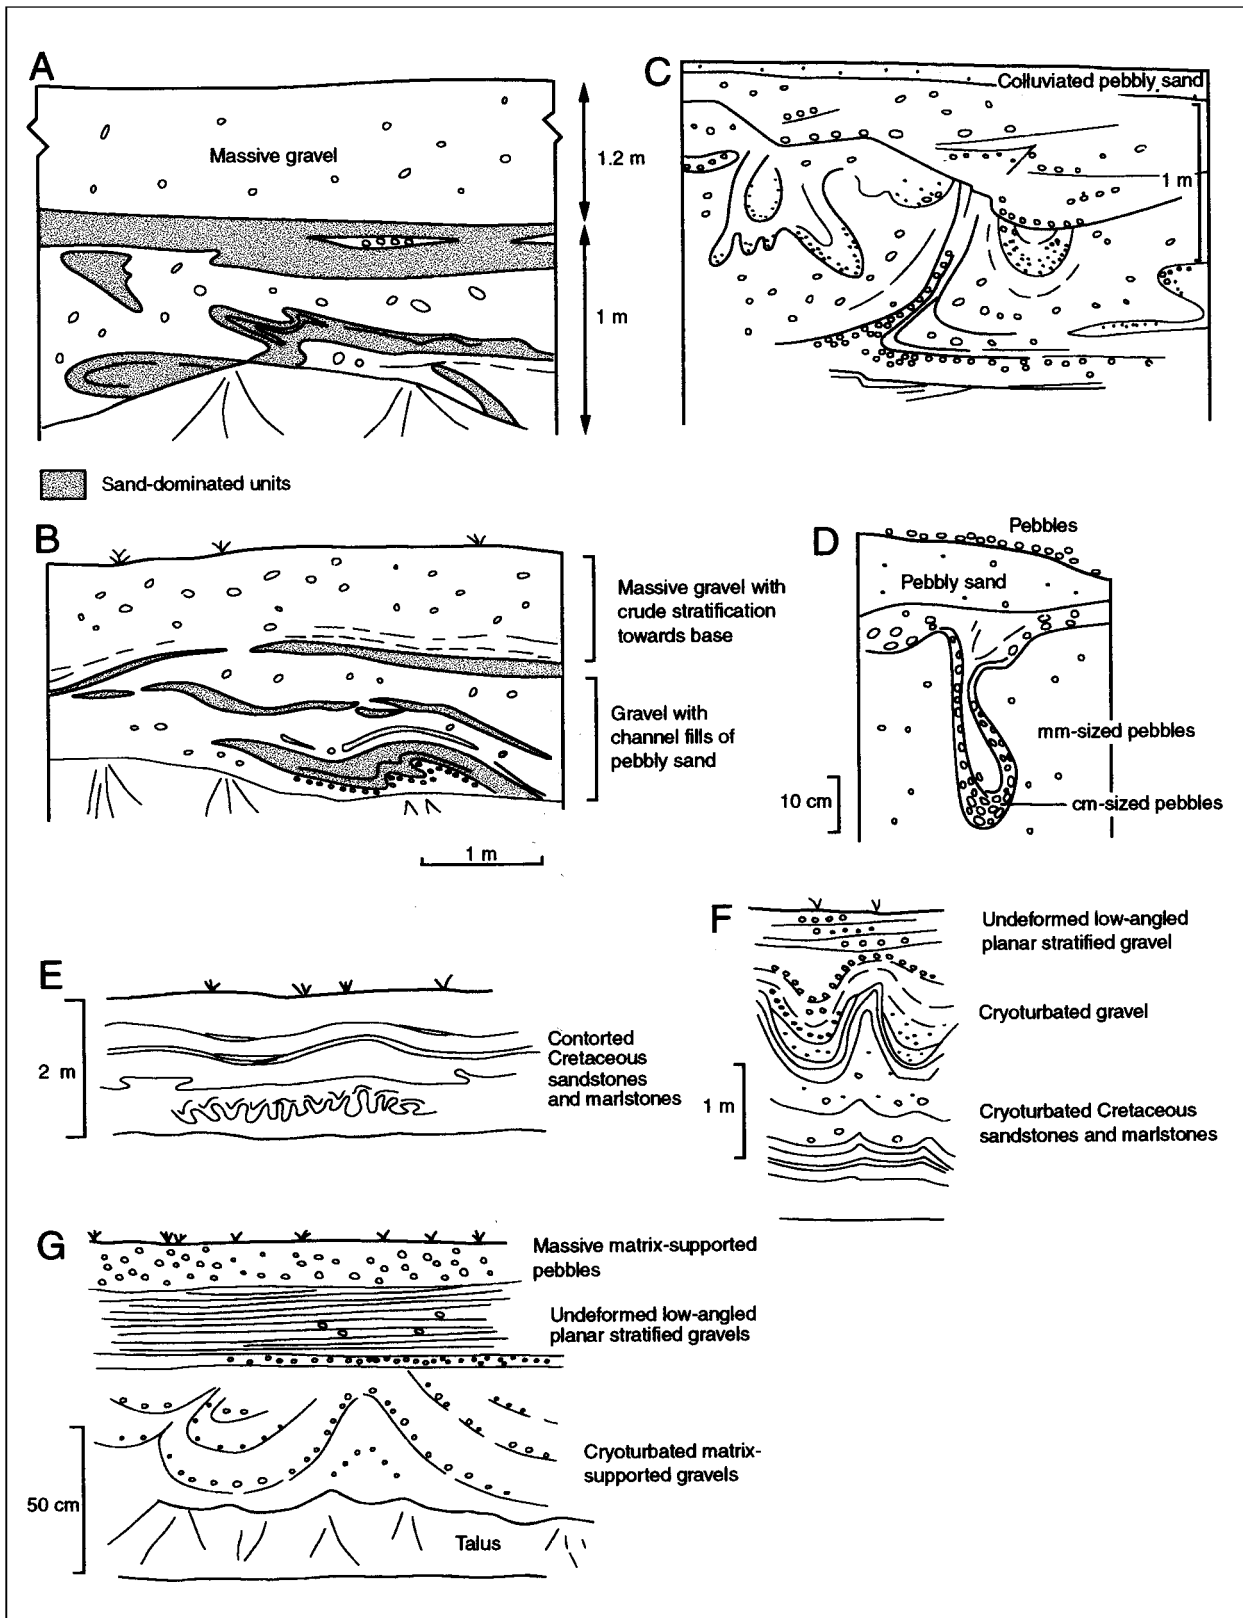 A
Massive gravel
1.2 m
1 m
Sand-dominated units
C
Colluviated pebbly sand
1 m
B
Massive gravel with
crude stratification
towards base
Gravel with
channel fills of
pebbly sand
1 m
D
Pebbles
Pebbly sand
mm-sized pebbles
cm-sized pebbles
10 cm
E
2 m
Contorted
Cretaceous
sandstones
and marlstones
F
Undeformed low-angled
planar stratified gravel
Cryoturbated gravel
1 m
Cryoturbated Cretaceous
sandstones and marlstones
G
Massive matrix-supported
pebbles
Undeformed low-angled
planar stratified gravels
Cryoturbated matrix-
supported gravels
50 cm
Talus